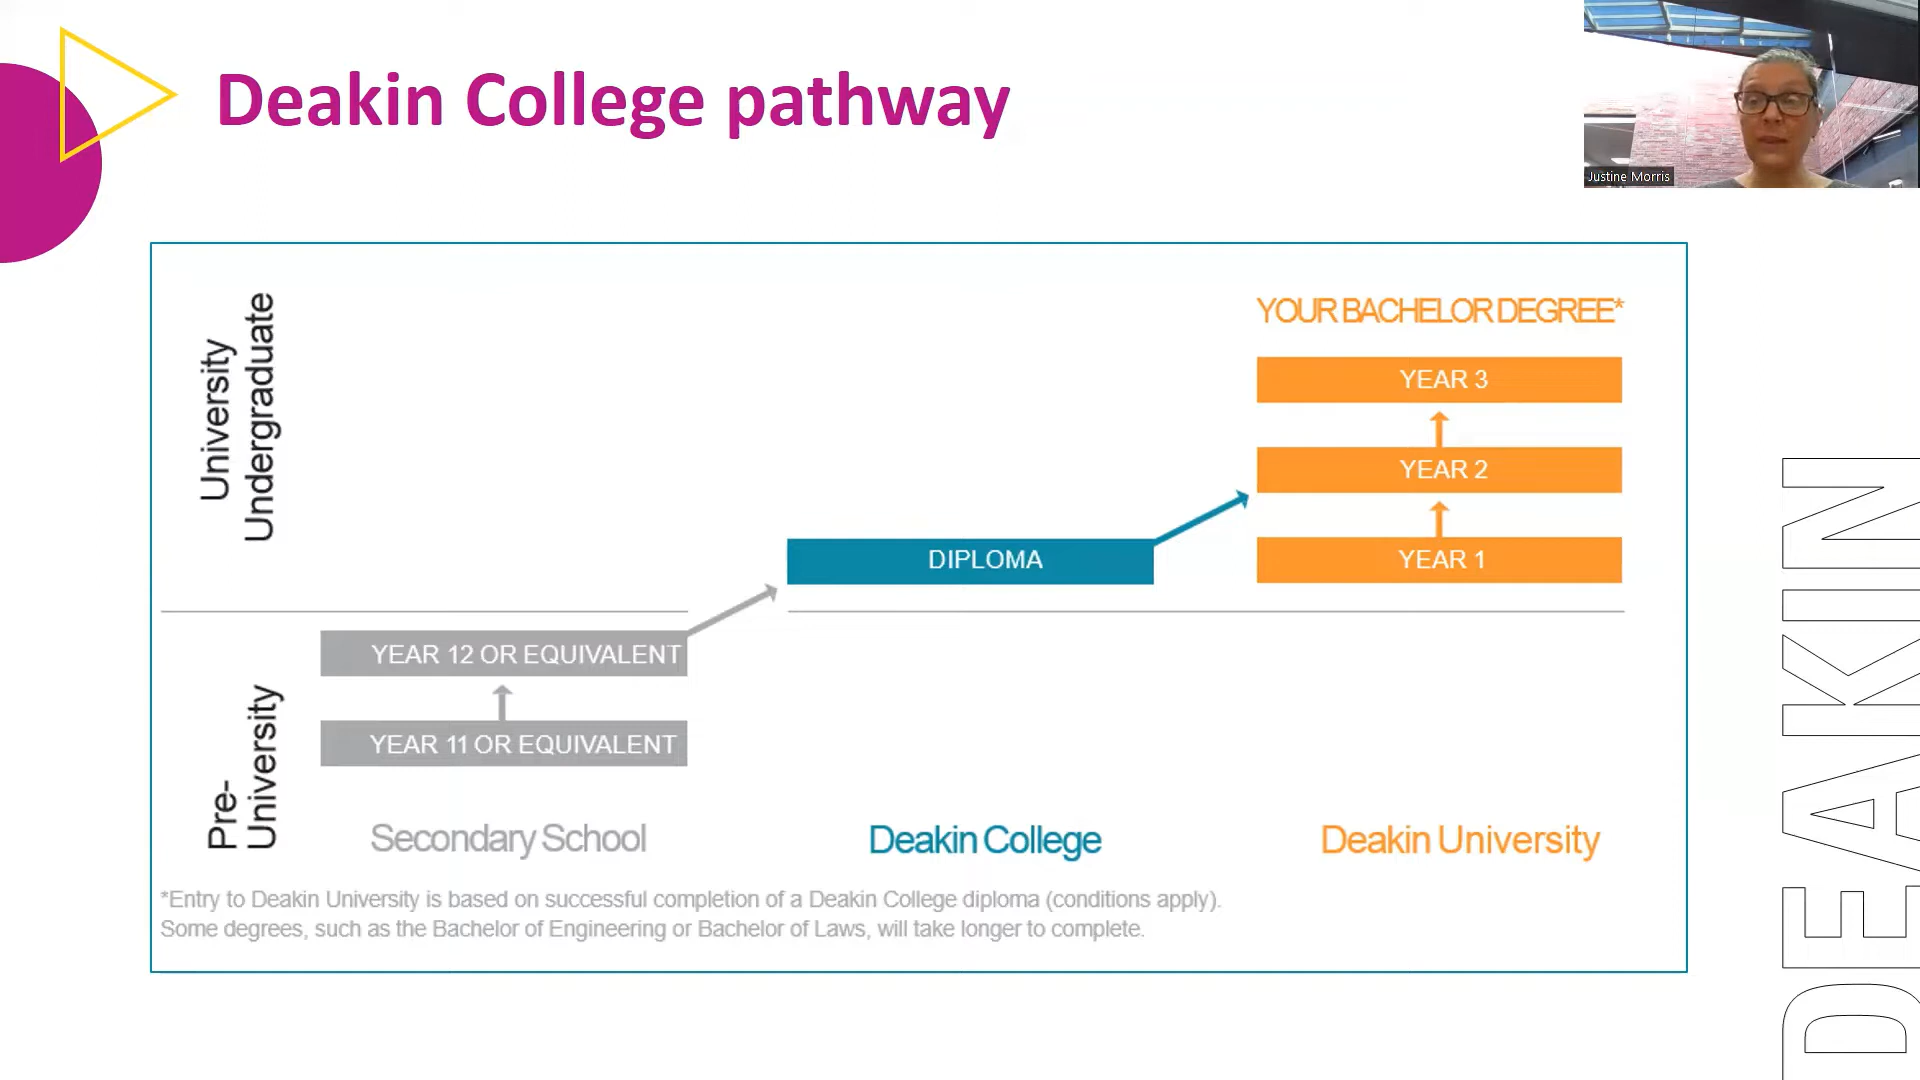 Deakin College pathway
Justine Morris
University
Undergraduate
YOUR BACHELOR DEGREE*
YEAR 3
YEAR 2
DIPLOMA
YEAR 1
YEAR 12 OR EQUIVALENT
YEAR 11 OR EQUIVALENT
Pre-
University
Secondary School
Deakin College
Deakin University
*Entry to Deakin University is based on successful completion of a Deakin College diploma (conditions apply).
Some degrees, such as the Bachelor of Engineering or Bachelor of Laws, will take longer to complete.
DEAKIN